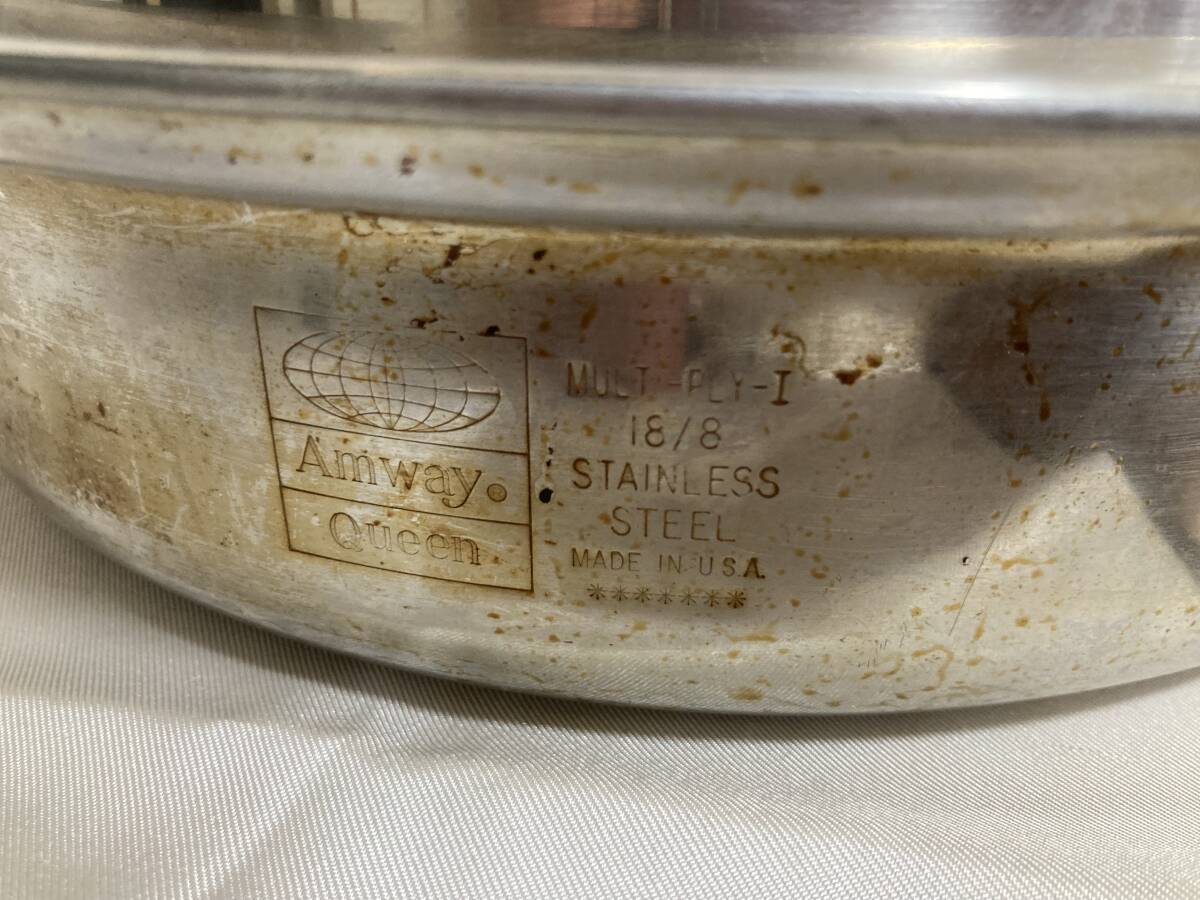 Amway®
Queen
MULTI-PLY-I
18/8
STAINLESS
STEEL
MADE IN U.S.A.
*******